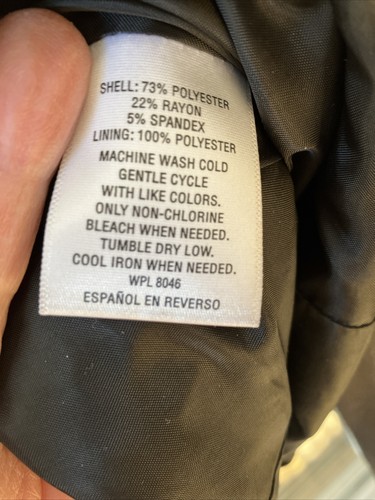 SHELL: 73% POLYESTER
22% RAYON
5% SPANDEX
LINING: 100% POLYESTER
MACHINE WASH COLD
GENTLE CYCLE
WITH LIKE COLORS.
ONLY NON-CHLORINE
BLEACH WHEN NEEDED.
TUMBLE DRY LOW.
COOL IRON WHEN NEEDED.
WPL 8046
ESPAÑOL EN REVERSO